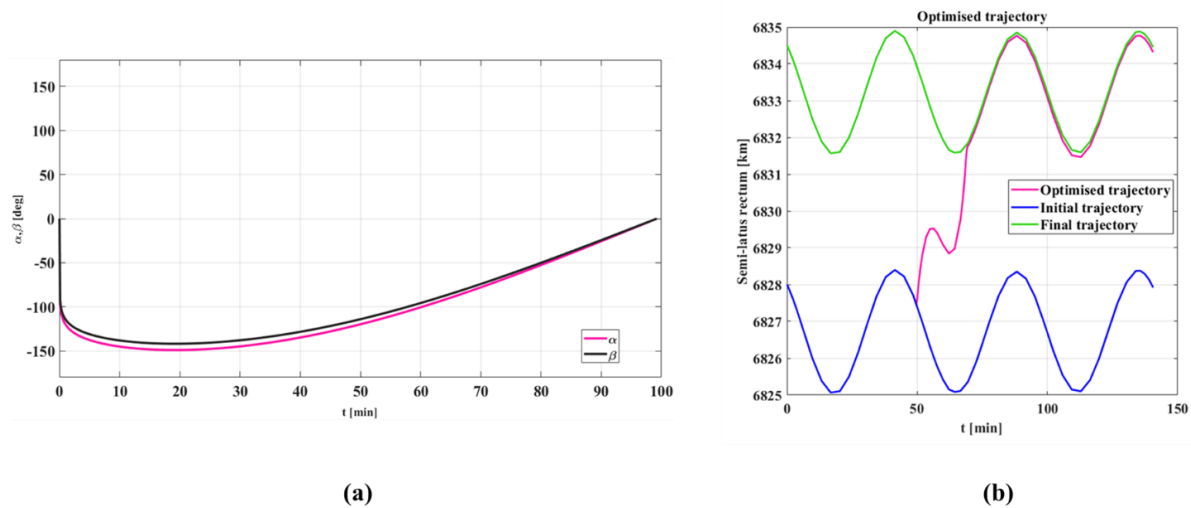 150
100
50
0
-50
-100
-150
α,β [deg]
0 10 20 30 40 50 60 70 80 90 100
t [min]
α
β
(a)
Optimised trajectory
6835
6834
6833
6832
6831
6830
6829
6828
6827
6826
6825
Semi-latus rectum [km]
Optimised trajectory
Initial trajectory
Final trajectory
0 50 100 150
t [min]
(b)